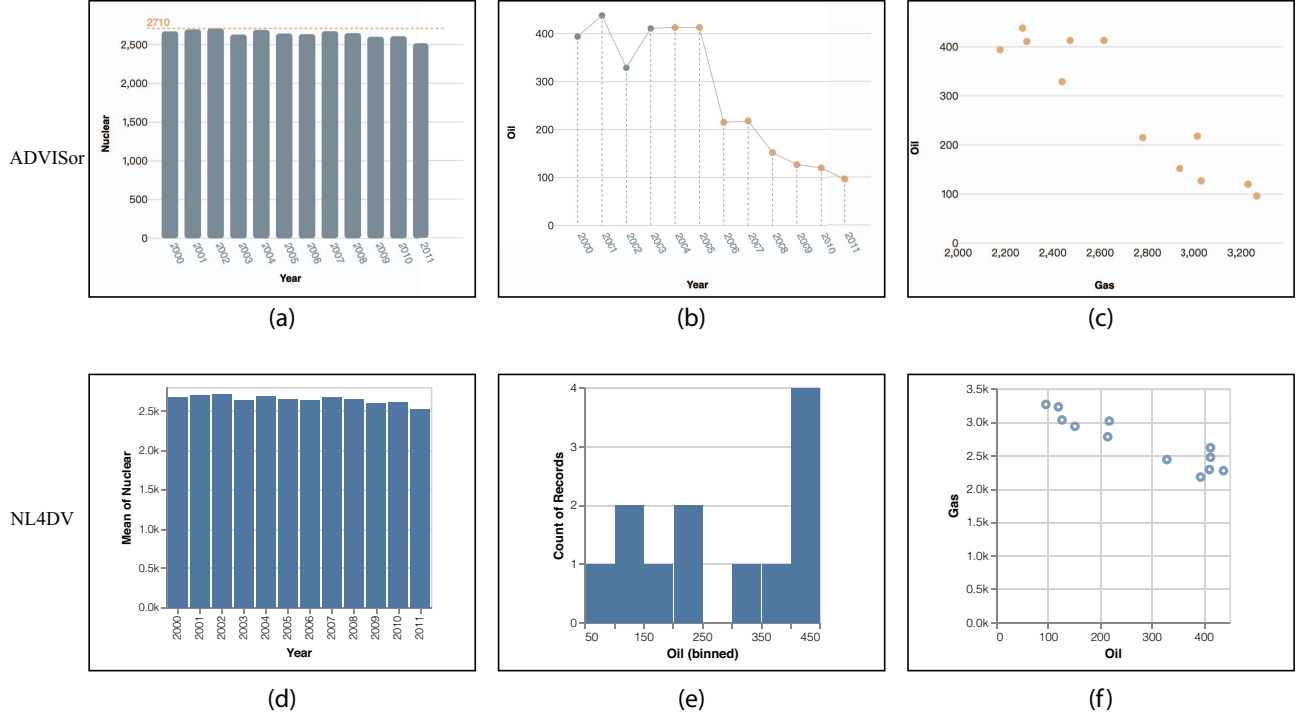 ADVISor
2710
2,500
2,000
1,500
1,000
500
0
Nuclear
2000 2001 2002 2003 2004 2005 2006 2007 2008 2009 2010 2011
Year
(a)
400
300
200
100
0
Oil
2000 2001 2002 2003 2004 2005 2006 2007 2008 2009 2010 2011
Year
(b)
400
300
200
100
0
Oil
2,000 2,200 2,400 2,600 2,800 3,000 3,200
Gas
(c)
NL4DV
2.5k
2.0k
1.5k
1.0k
0.5k
0.0k
Mean of Nuclear
2000 2001 2002 2003 2004 2005 2006 2007 2008 2009 2010 2011
Year
(d)
4
3
2
1
0
Count of Records
50 150 250 350 450
Oil (binned)
(e)
3.5k
3.0k
2.5k
2.0k
1.5k
1.0k
0.5k
0.0k
Gas
0 100 200 300 400
Oil
(f)